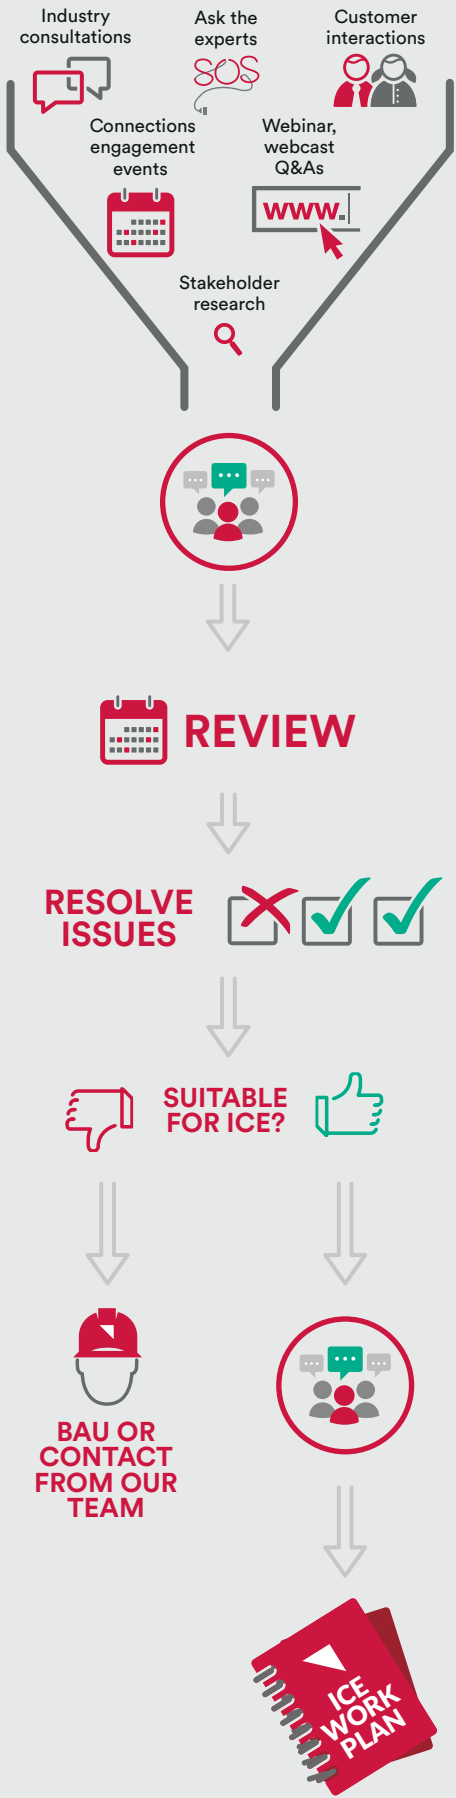 Industry
consultations
Ask the
experts
SOS
Customer
interactions
Connections
engagement
events
Webinar,
webcast
Q&As
www.
Stakeholder
research
REVIEW
RESOLVE
ISSUES
SUITABLE
FOR ICE?
BAU OR
CONTACT
FROM OUR
TEAM
ICE
WORK
PLAN